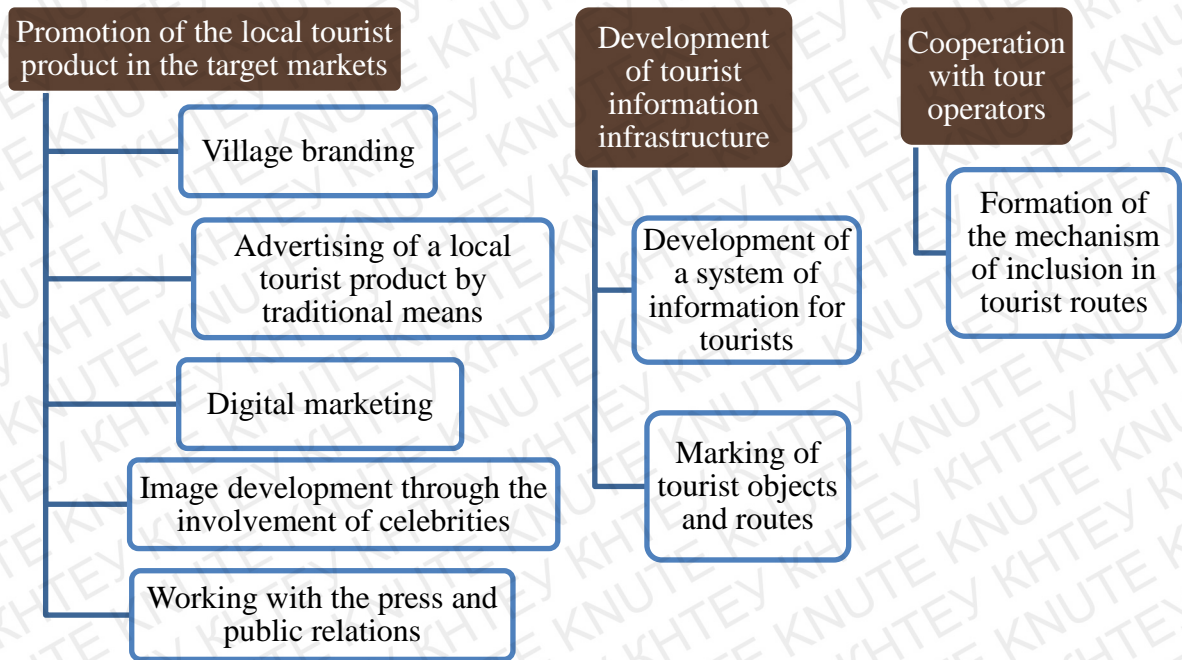 Promotion of the local tourist
product in the target markets
Village branding
Advertising of a local
tourist product by
traditional means
Digital marketing
Image development through the
involvement of celebrities
Working with the press and
public relations
Development
of tourist
information
infrastructure
Development of
a system of
information for
tourists
Marking of
tourist objects
and routes
Cooperation
with tour
operators
Formation of
the mechanism
of inclusion in
tourist routes